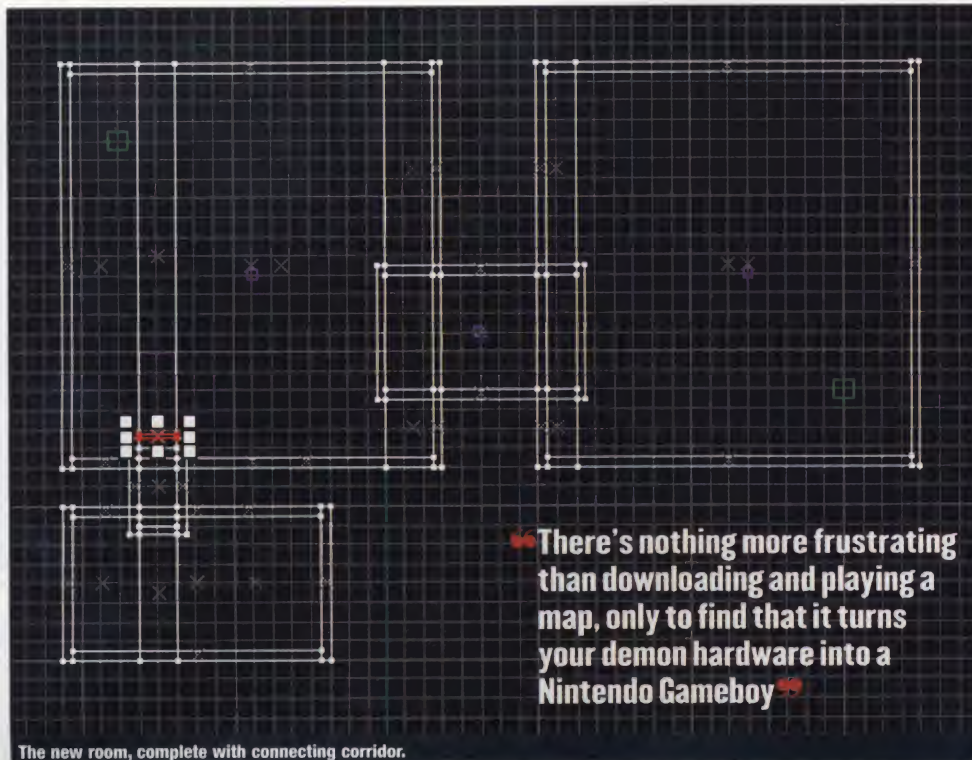 “There's nothing more frustrating
than downloading and playing a
map, only to find that it turns
your demon hardware into a
Nintendo Gameboy”
The new room, complete with connecting corridor.